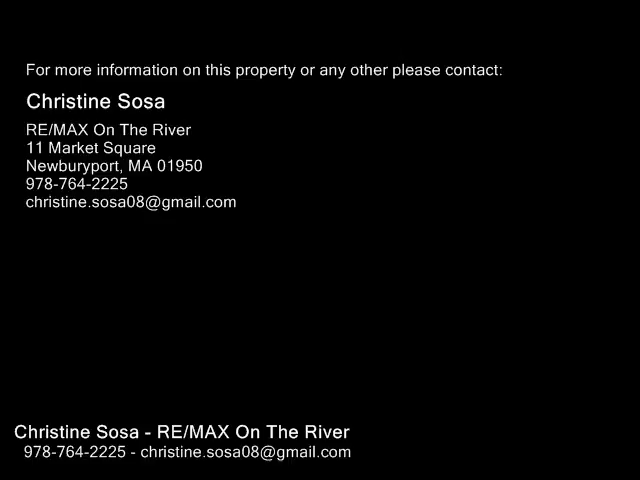 For more information on this property or any other please contact:
Christine Sosa
RE/MAX On The River
11 Market Square
Newburyport, MA 01950
978-764-2225
christine.sosa08@gmail.com
Christine Sosa - RE/MAX On The River
978-764-2225 - christine.sosa08@gmail.com